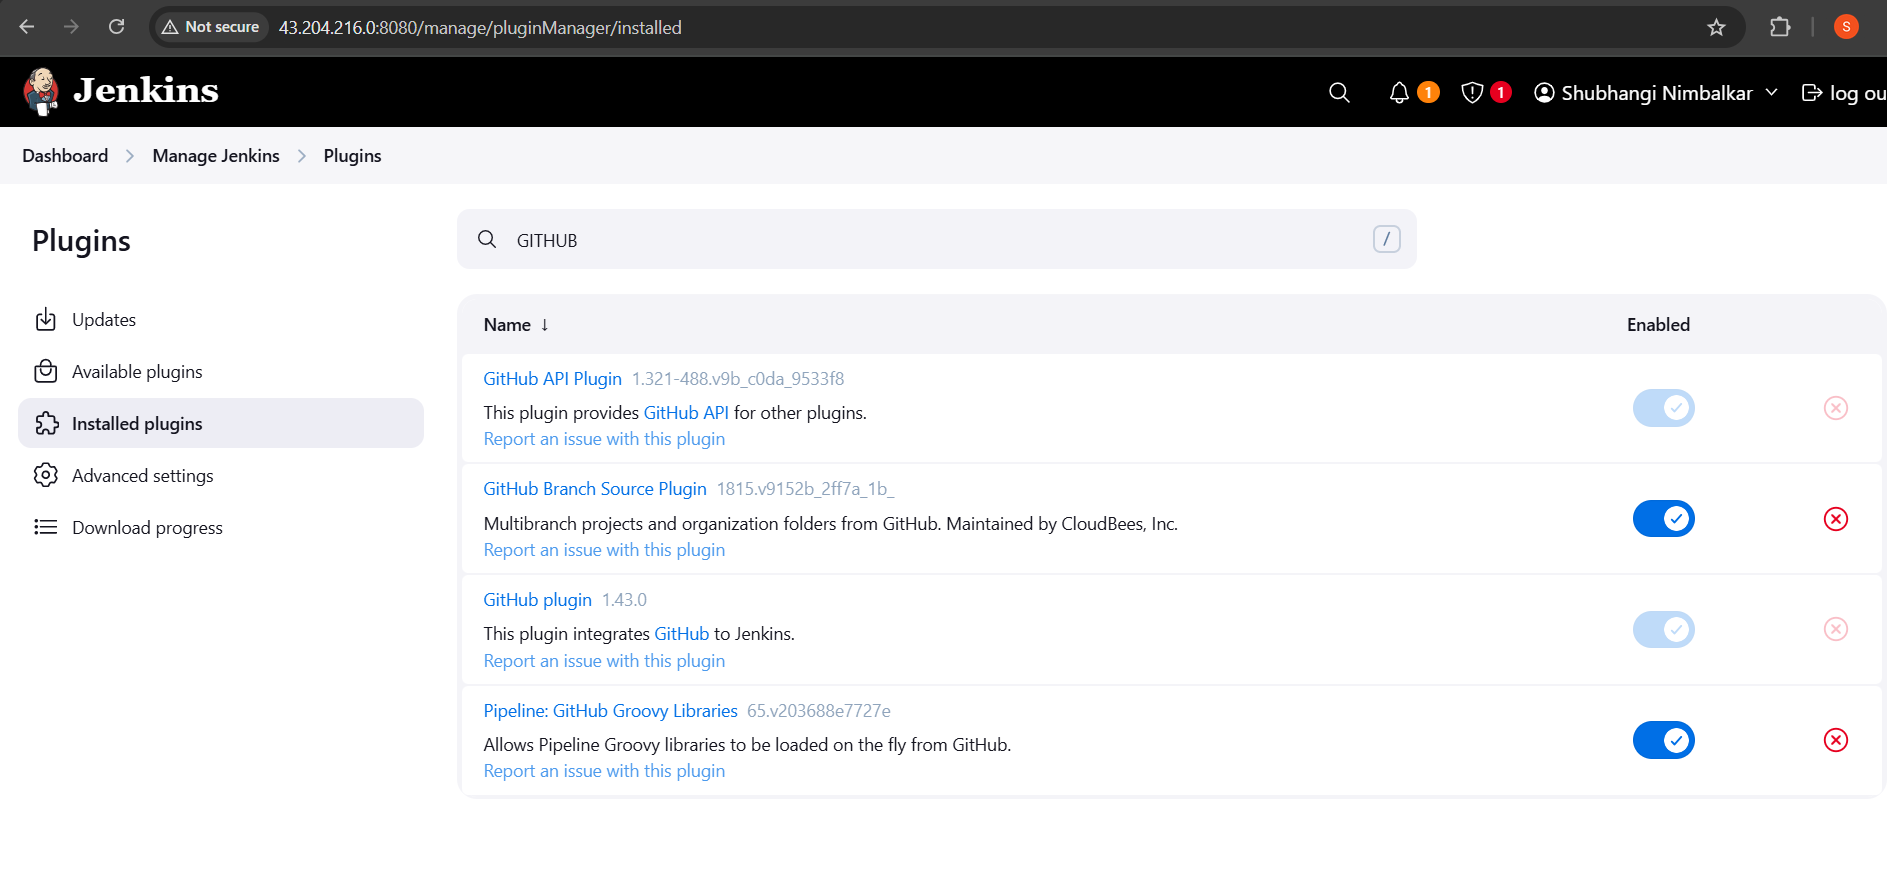 Not secure 43.204.216.0:8080/manage/pluginManager/installed S
Jenkins 1 1 Shubhangi Nimbalkar log ou
Dashboard > Manage Jenkins > Plugins
Plugins
Updates
Available plugins
Installed plugins
Advanced settings
Download progress
GITHUB /
Name ↓ Enabled
GitHub API Plugin 1.321-488.v9b_c0da_9533f8
This plugin provides GitHub API for other plugins.
Report an issue with this plugin
GitHub Branch Source Plugin 1815.v9152b_2ff7a_1b_
Multibranch projects and organization folders from GitHub. Maintained by CloudBees, Inc.
Report an issue with this plugin
GitHub plugin 1.43.0
This plugin integrates GitHub to Jenkins.
Report an issue with this plugin
Pipeline: GitHub Groovy Libraries 65.v203688e7727e
Allows Pipeline Groovy libraries to be loaded on the fly from GitHub.
Report an issue with this plugin